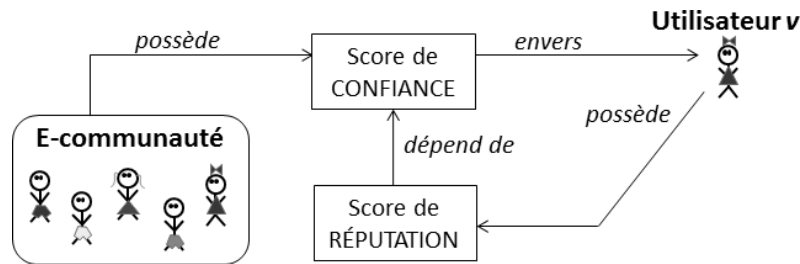 Utilisateur v
possède
Score de
CONFIANCE
envers
E-communauté
dépend de
possède
Score de
RÉPUTATION